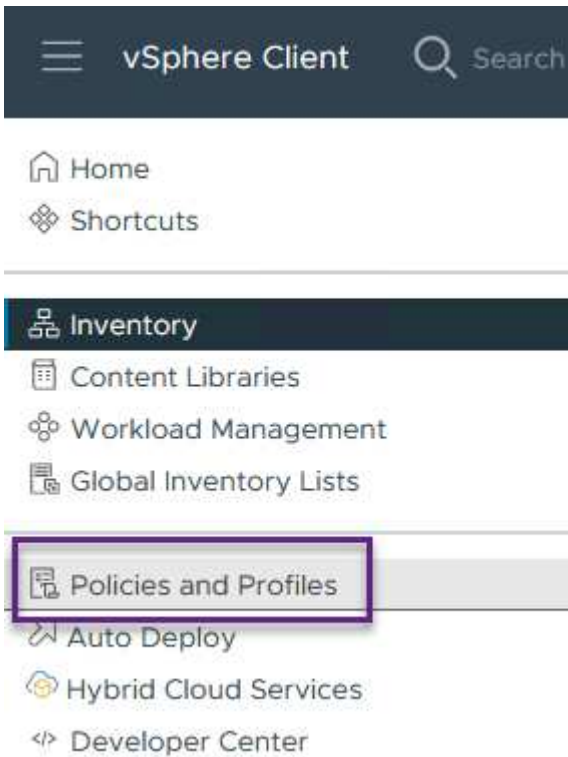 vSphere Client Search
Home
Shortcuts
Inventory
Content Libraries
Workload Management
Global Inventory Lists
Policies and Profiles
Auto Deploy
Hybrid Cloud Services
Developer Center